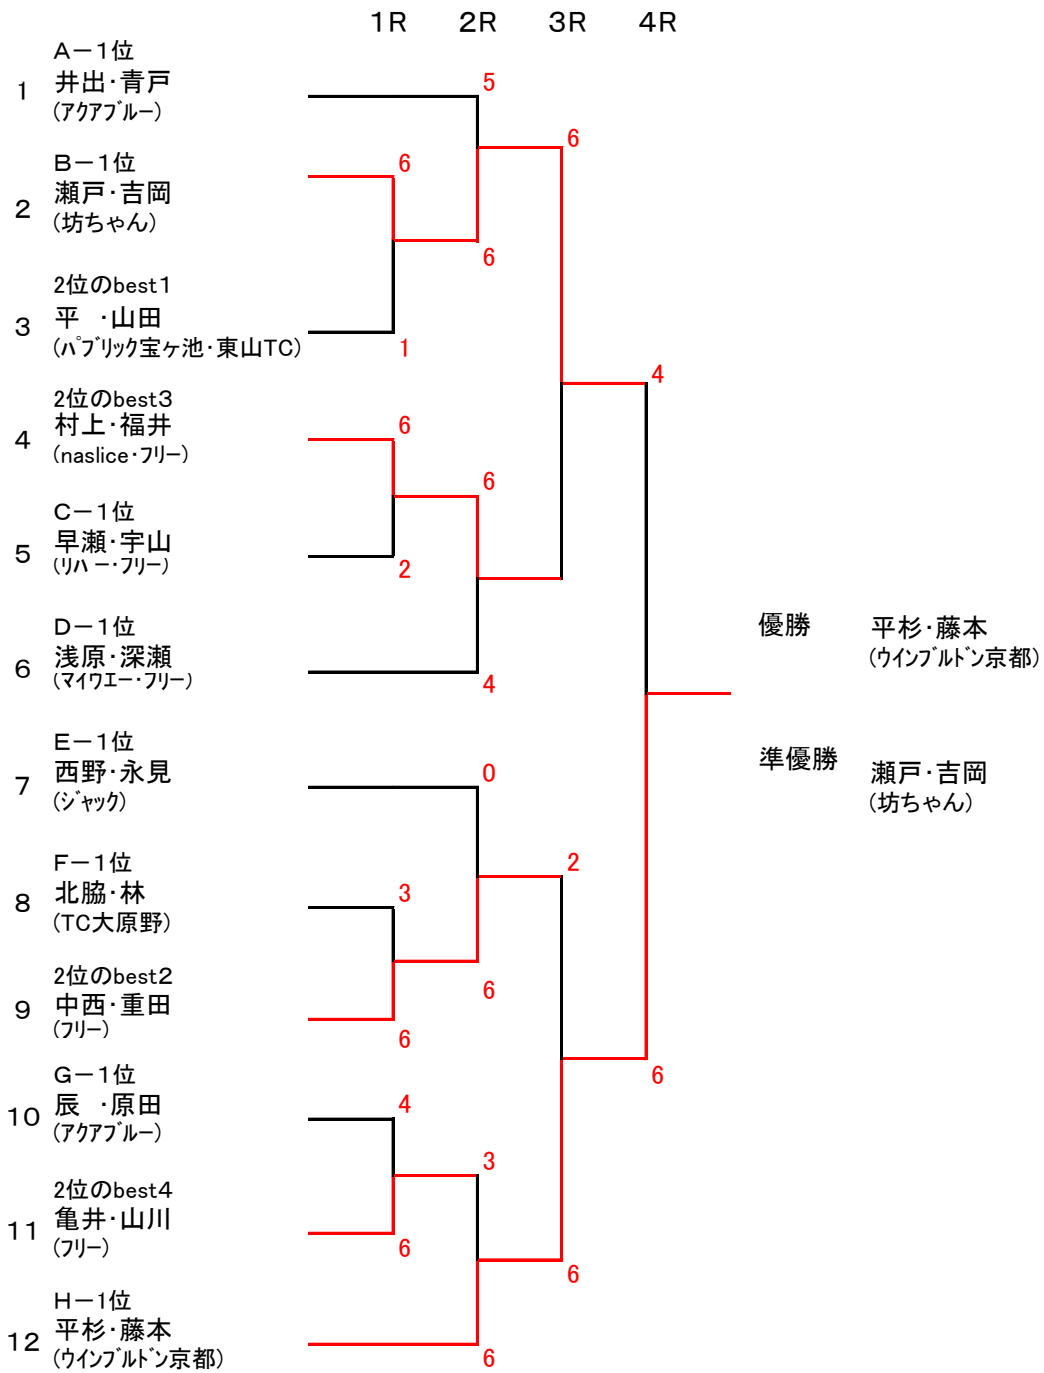 1R 2R 3R 4R
A－1位
1 井出・青戸 5
(アクアブルー)
6
B－1位 6
2 瀬戸・吉岡
(坊ちゃん)
6
2位のbest1
3 平　・山田
(パブリック宝ヶ池・東山TC) 1
4
2位のbest3
4 村上・福井 6
(naslice・フリー)
6
C－1位
5 早瀬・宇山
(リバー・フリー) 2
D－1位
6 浅原・深瀬
(マイウエー・フリー) 4
優勝 平杉・藤本
(ウインブルドン京都)
E－1位
7 西野・永見 0
(ジャック)
準優勝 瀬戸・吉岡
(坊ちゃん)
2
F－1位
8 北脇・林 3
(TC大原野)
2位のbest2 6
9 中西・重田
(フリー) 6
6
G－1位
10 辰　・原田 4
(アクアブルー)
3
2位のbest4
11 亀井・山川
(フリー) 6
6
H－1位
12 平杉・藤本
(ウインブルドン京都) 6